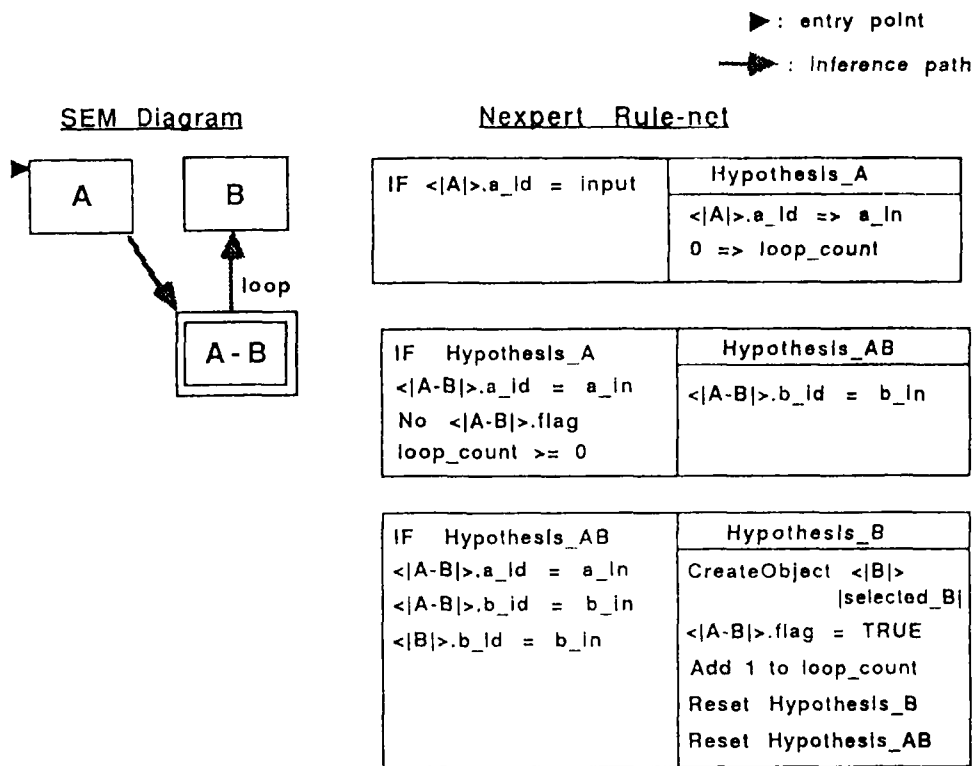 ▶: entry point
: Inference path
SEM Diagram
Nexpert Rule-net
A
B
loop
A-B
IF <|A|>.a_id = input
Hypothesis_A
<|A|>.a_id => a_in
0 => loop_count
IF Hypothesis_A
<|A-B|>.a_id = a_in
No <|A-B|>.flag
loop_count >= 0
Hypothesis_AB
<|A-B|>.b_id = b_in
IF Hypothesis_AB
<|A-B|>.a_id = a_in
<|A-B|>.b_id = b_in
<|B|>.b_id = b_in
Hypothesis_B
CreateObject <|B|>
|selected_B|
<|A-B|>.flag = TRUE
Add 1 to loop_count
Reset Hypothesis_B
Reset Hypothesis_AB